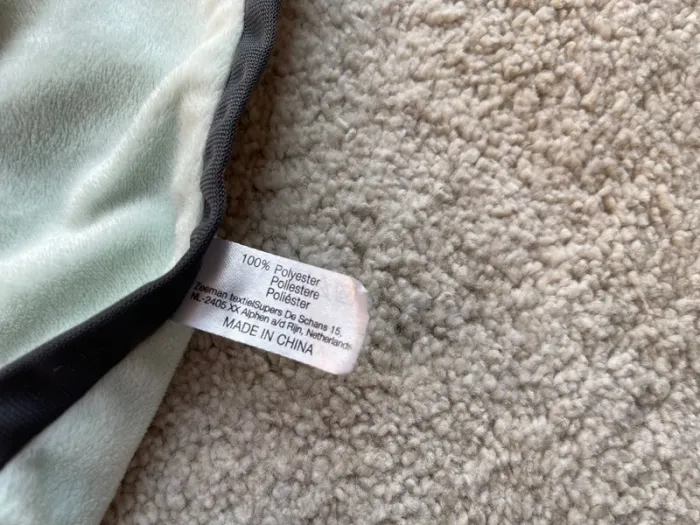 100% Polyester
Poliestere
Poliéster
Zeeman textielSupers De Schans 15,
NL-2405 XX Alphen a/d Rijn, Netherlands
MADE IN CHINA